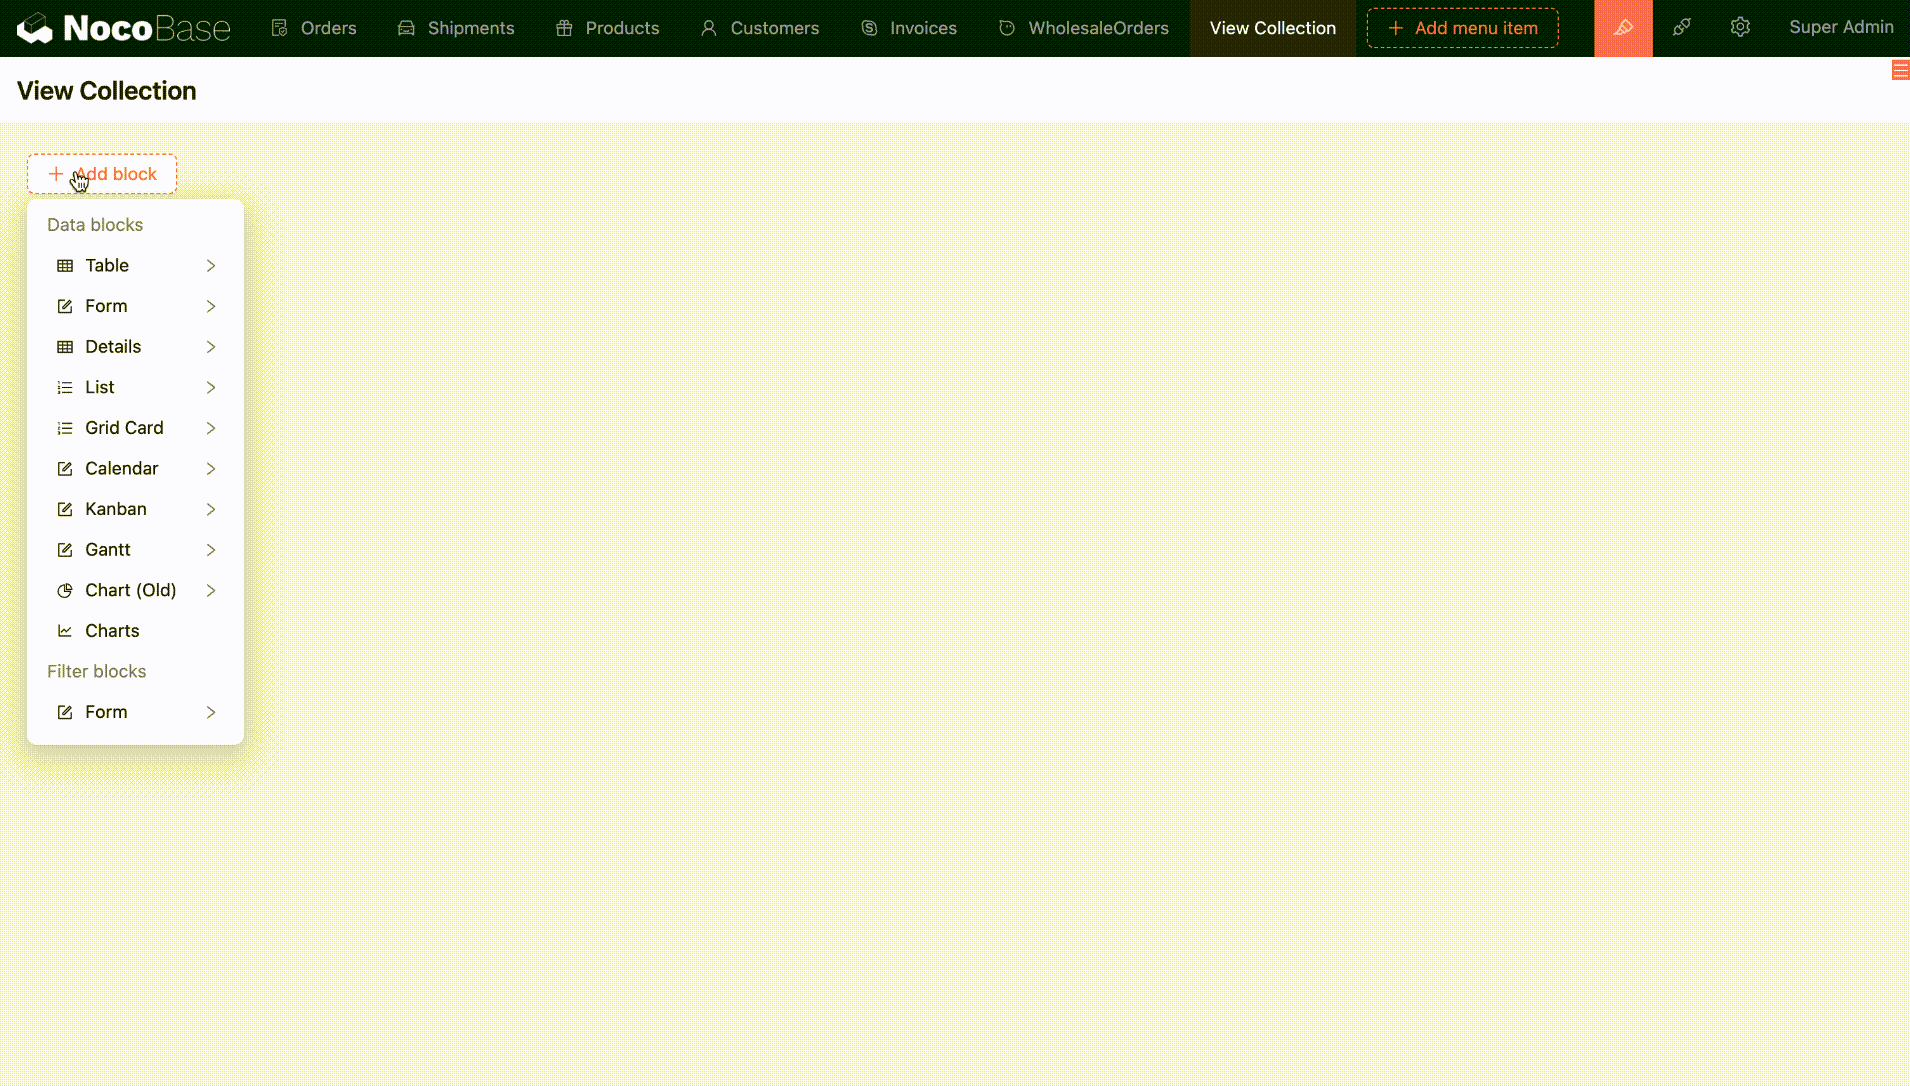 NocoBase Orders Shipments Products Customers Invoices WholesaleOrders View Collection + Add menu item Super Admin
View Collection
+ Add block
Data blocks
Table
Form
Details
List
Grid Card
Calendar
Kanban
Gantt
Chart (Old)
Charts
Filter blocks
Form